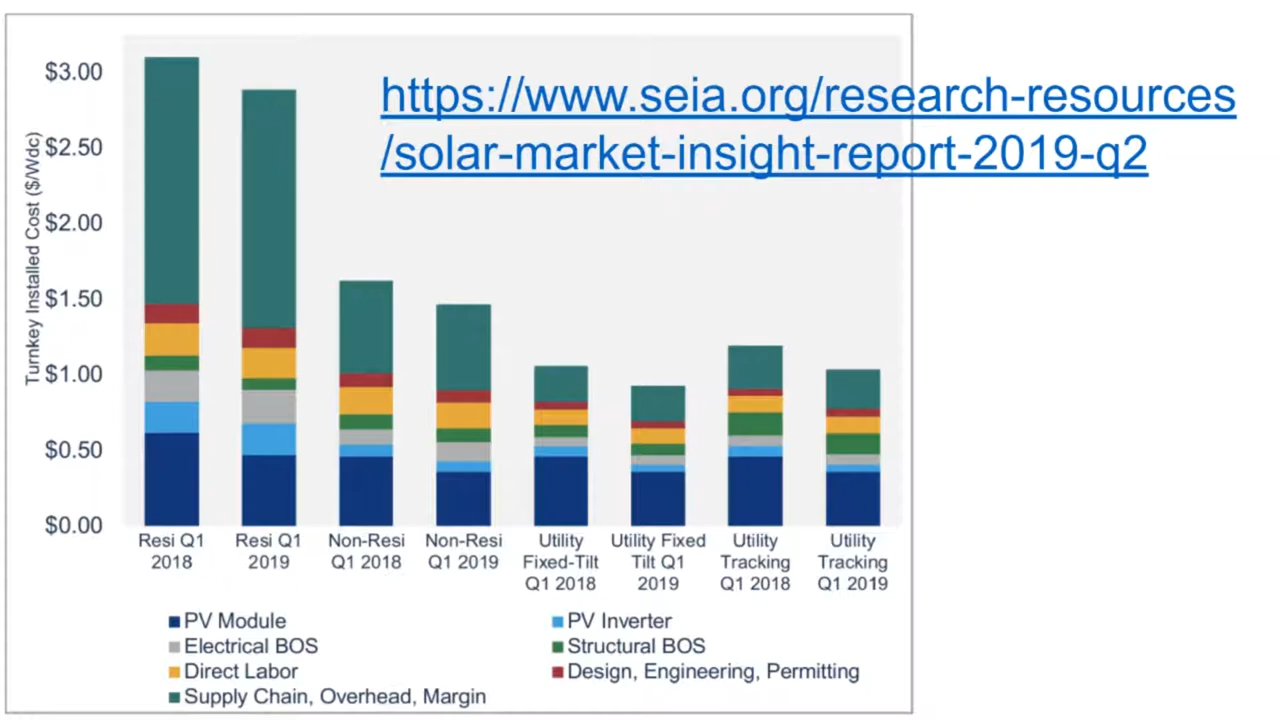 https://www.seia.org/research-resources
/solar-market-insight-report-2019-q2
Turnkey Installed Cost ($/Wdc)
$3.00
$2.50
$2.00
$1.50
$1.00
$0.50
$0.00
Resi Q1
2018
Resi Q1
2019
Non-Resi
Q1 2018
Non-Resi
Q1 2019
Utility
Fixed-Tilt
Q1 2018
Utility Fixed
Tilt Q1
2019
Utility
Tracking
Q1 2018
Utility
Tracking
Q1 2019
PV Module
PV Inverter
Electrical BOS
Structural BOS
Direct Labor
Design, Engineering, Permitting
Supply Chain, Overhead, Margin